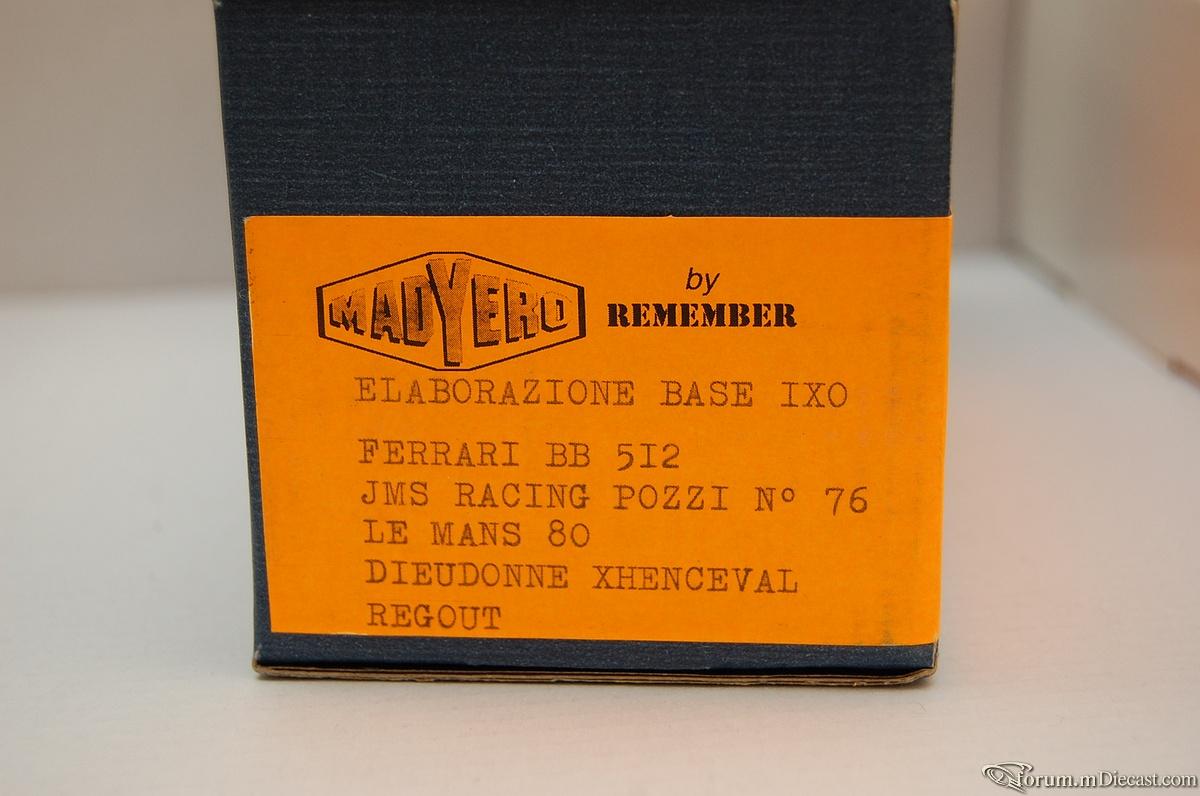 MADYERO
by
REMEMBER
ELABORAZIONE BASE IXO
FERRARI BB 512
JMS RACING POZZI Nº 76
LE MANS 80
DIEUDONNE XHENCEVAL
REGOUT
forum.mDiecast.com